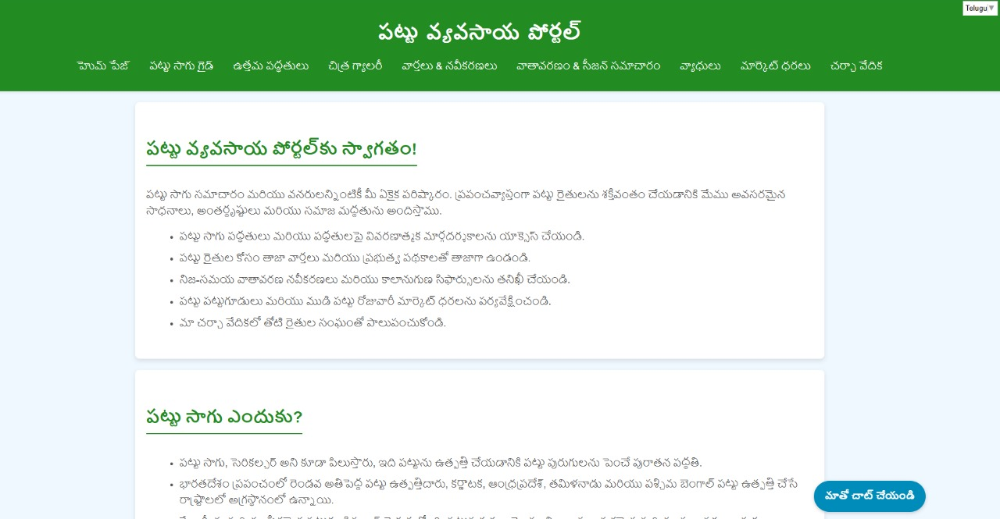 Telugu▼
పట్టు వ్యవసాయ పోర్టల్
హోమ్ పేజ్ పట్టు సాగు గైడ్ ఉత్తమ పద్ధతులు చిత్ర గ్యాలరీ వార్తలు & నవీకరణలు వాతావరణం & సీజన్ సమాచారం వ్యాధులు మార్కెట్ ధరలు చర్చా వేదిక
పట్టు వ్యవసాయ పోర్టల్‌కు స్వాగతం!
పట్టు సాగు సమాచారం మరియు వనరులన్నింటికీ మీ ఏకైక పరిష్కారం. ప్రపంచవ్యాప్తంగా పట్టు రైతులను శక్తివంతం చేయడానికి మేము అవసరమైన
సాధనాలు, అంతర్దృష్టులు మరియు సమాజ మద్దతును అందిస్తాము.
• పట్టు సాగు పద్ధతులు మరియు పద్ధతులపై వివరణాత్మక మార్గదర్శకాలను యాక్సెస్ చేయండి.
• పట్టు రైతుల కోసం తాజా వార్తలు మరియు ప్రభుత్వ పథకాలతో తాజాగా ఉండండి.
• నిజ-సమయ వాతావరణ నవీకరణలు మరియు కాలానుగుణ సిఫార్సులను తనిఖీ చేయండి.
• పట్టు పట్టుగూడులు మరియు ముడి పట్టు రోజువారీ మార్కెట్ ధరలను పర్యవేక్షించండి.
• మా చర్చా వేదికలో తోటి రైతుల సంఘంతో పాలుపంచుకోండి.
పట్టు సాగు ఎందుకు?
• పట్టు సాగు, సెరికల్చర్ అని కూడా పిలుస్తారు, ఇది పట్టును ఉత్పత్తి చేయడానికి పట్టు పురుగులను పెంచే పురాతన పద్ధతి.
• భారతదేశం ప్రపంచంలో రెండవ అతిపెద్ద పట్టు ఉత్పత్తిదారు, కర్ణాటక, ఆంధ్రప్రదేశ్, తమిళనాడు మరియు పశ్చిమ బెంగాల్ పట్టు ఉత్పత్తి చేసే
రాష్ట్రాలలో అగ్రస్థానంలో ఉన్నాయి.
మాతో చాట్ చేయండి